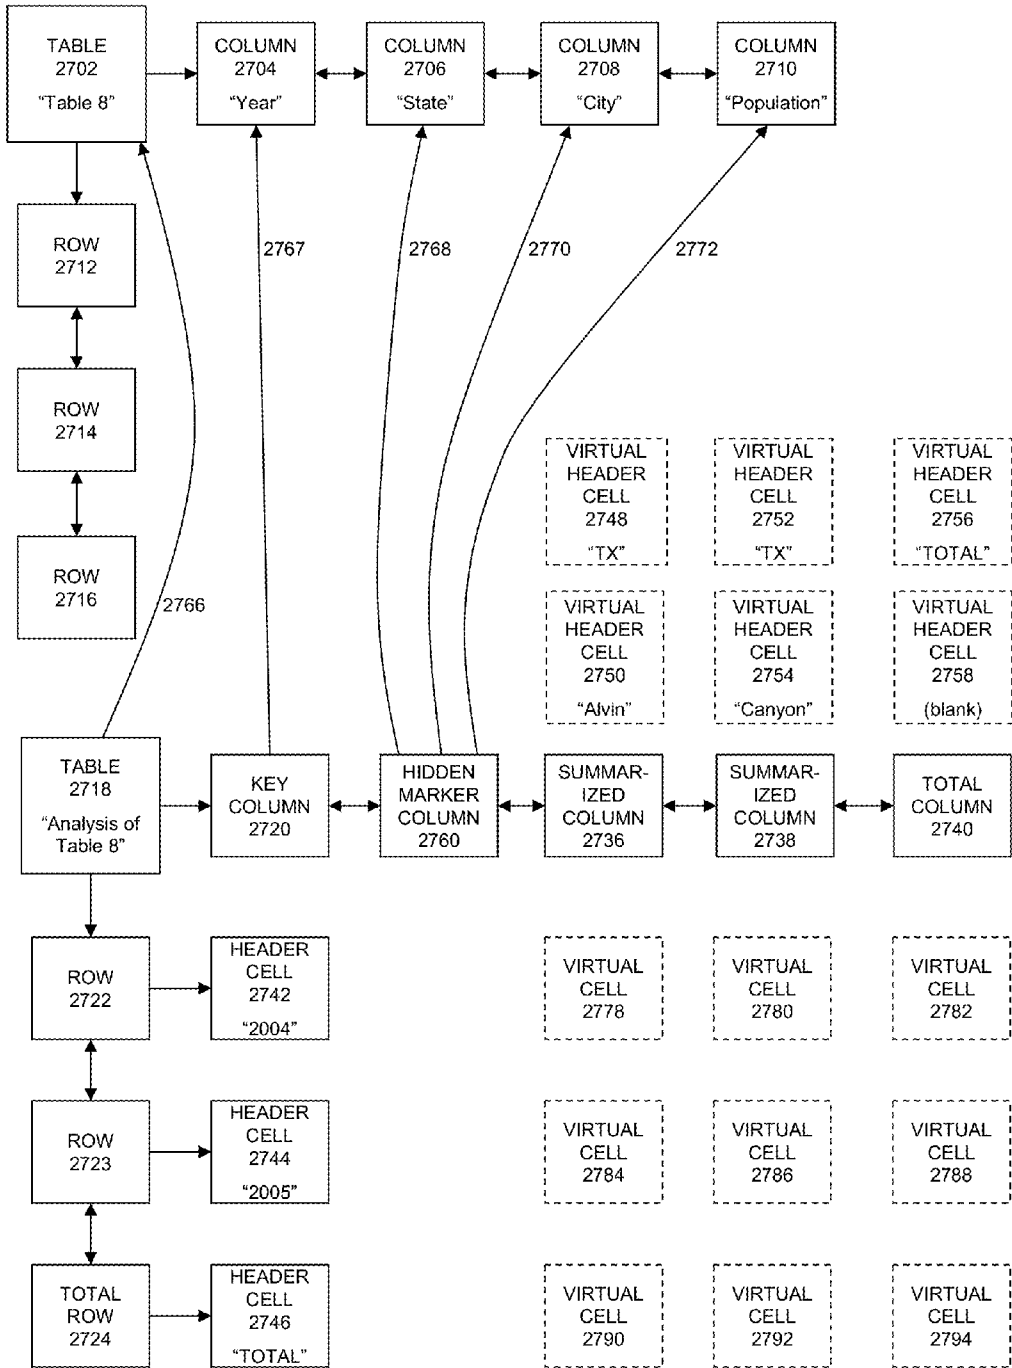 TABLE
2702
"Table 8"
COLUMN
2704
"Year"
COLUMN
2706
"State"
COLUMN
2708
"City"
COLUMN
2710
"Population"
ROW
2712
2767
2768
2770
2772
ROW
2714
ROW
2716
2766
VIRTUAL
HEADER
CELL
2748
"TX"
VIRTUAL
HEADER
CELL
2752
"TX"
VIRTUAL
HEADER
CELL
2756
"TOTAL"
VIRTUAL
HEADER
CELL
2750
"Alvin"
VIRTUAL
HEADER
CELL
2754
"Canyon"
VIRTUAL
HEADER
CELL
2758
(blank)
TABLE
2718
"Analysis of
Table 8"
KEY
COLUMN
2720
HIDDEN
MARKER
COLUMN
2760
SUMMAR-
IZED
COLUMN
2736
SUMMAR-
IZED
COLUMN
2738
TOTAL
COLUMN
2740
ROW
2722
HEADER
CELL
2742
"2004"
VIRTUAL
CELL
2778
VIRTUAL
CELL
2780
VIRTUAL
CELL
2782
ROW
2723
HEADER
CELL
2744
"2005"
VIRTUAL
CELL
2784
VIRTUAL
CELL
2786
VIRTUAL
CELL
2788
TOTAL
ROW
2724
HEADER
CELL
2746
"TOTAL"
VIRTUAL
CELL
2790
VIRTUAL
CELL
2792
VIRTUAL
CELL
2794